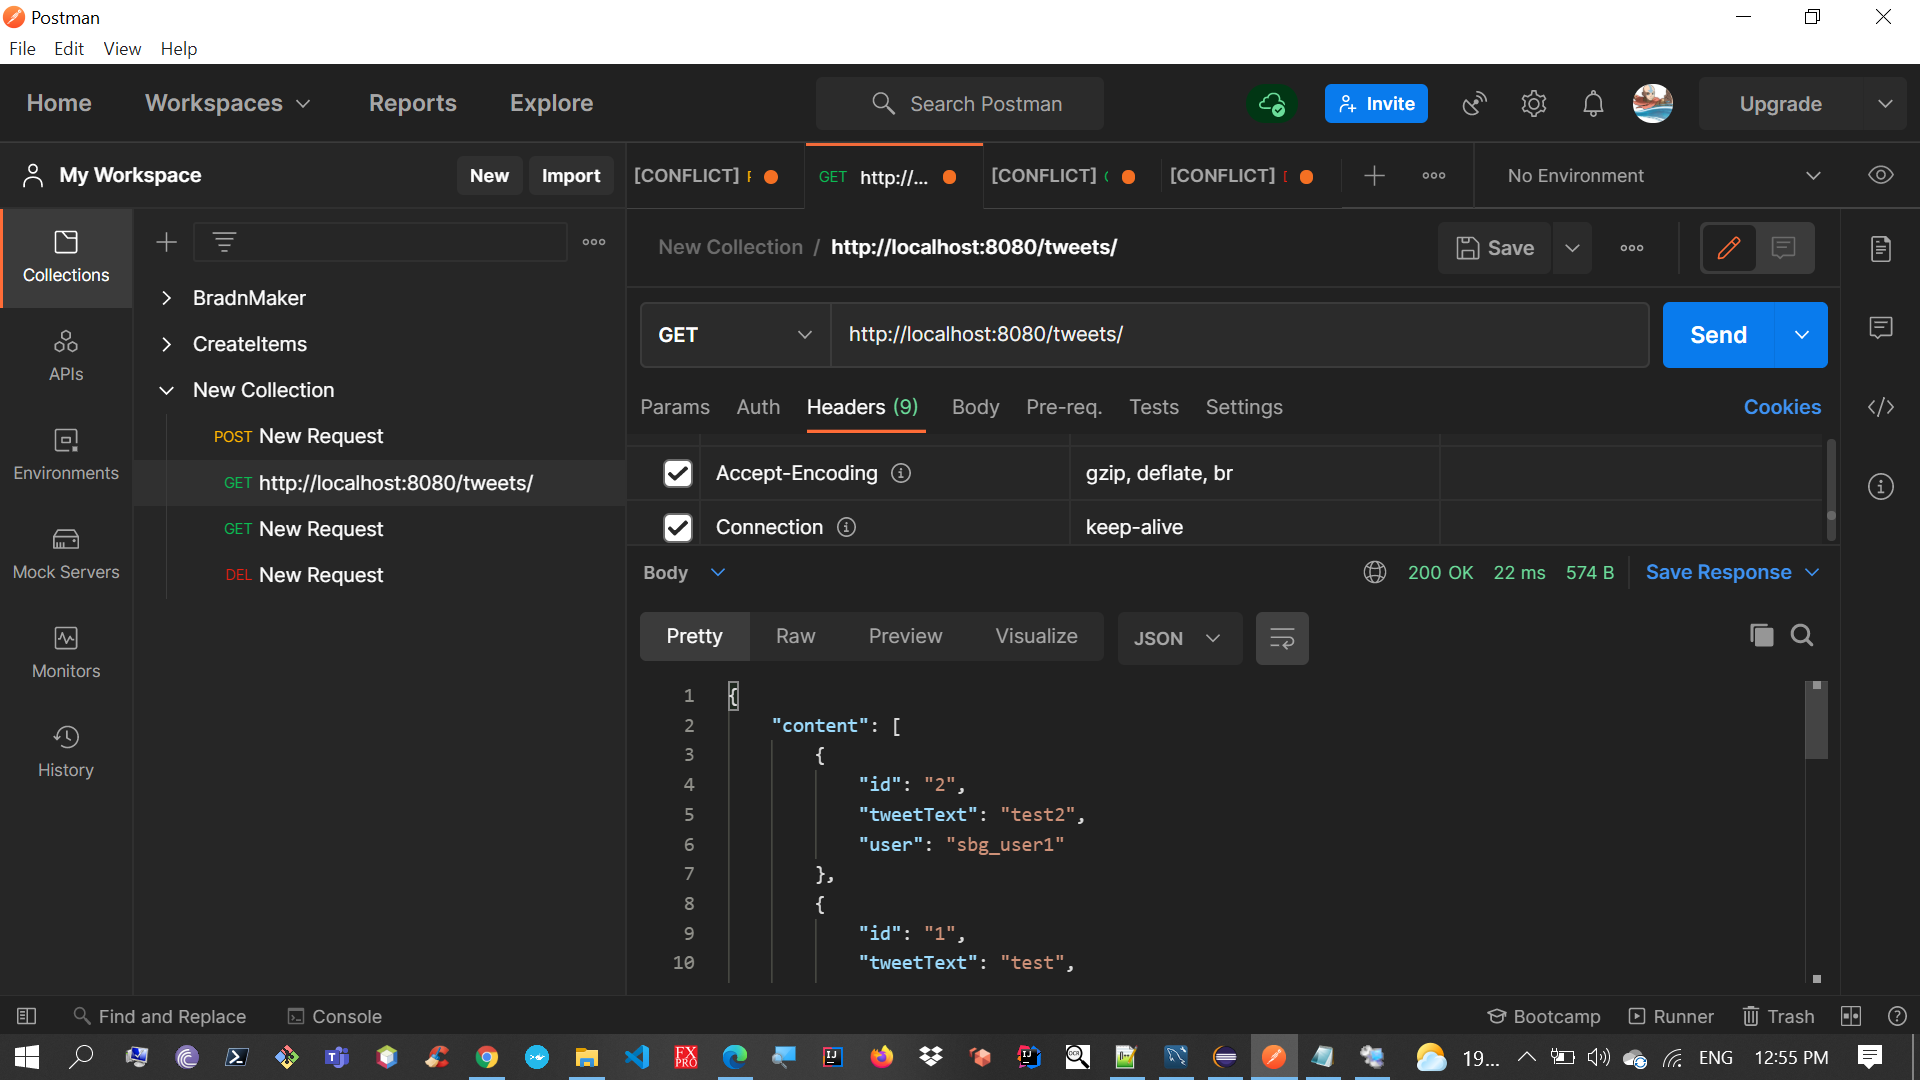 Postman
File Edit View Help
Home Workspaces Reports Explore Search Postman Invite Upgrade
My Workspace New Import
[CONFLICT] GET http://... [CONFLICT] [CONFLICT] No Environment
Collections
APIs
Environments
Mock Servers
Monitors
History
BradnMaker
CreateItems
New Collection
POST New Request
GET http://localhost:8080/tweets/
GET New Request
DEL New Request
New Collection / http://localhost:8080/tweets/ Save
GET http://localhost:8080/tweets/ Send
Params Auth Headers (9) Body Pre-req. Tests Settings Cookies
Accept-Encoding gzip, deflate, br
Connection keep-alive
Body 200 OK 22 ms 574 B Save Response
Pretty Raw Preview Visualize JSON
1 {
2 "content": [
3 {
4 "id": "2",
5 "tweetText": "test2",
6 "user": "sbg_user1"
7 },
8 {
9 "id": "1",
10 "tweetText": "test",
Find and Replace Console Bootcamp Runner Trash
FX PRO 19... ENG 12:55 PM